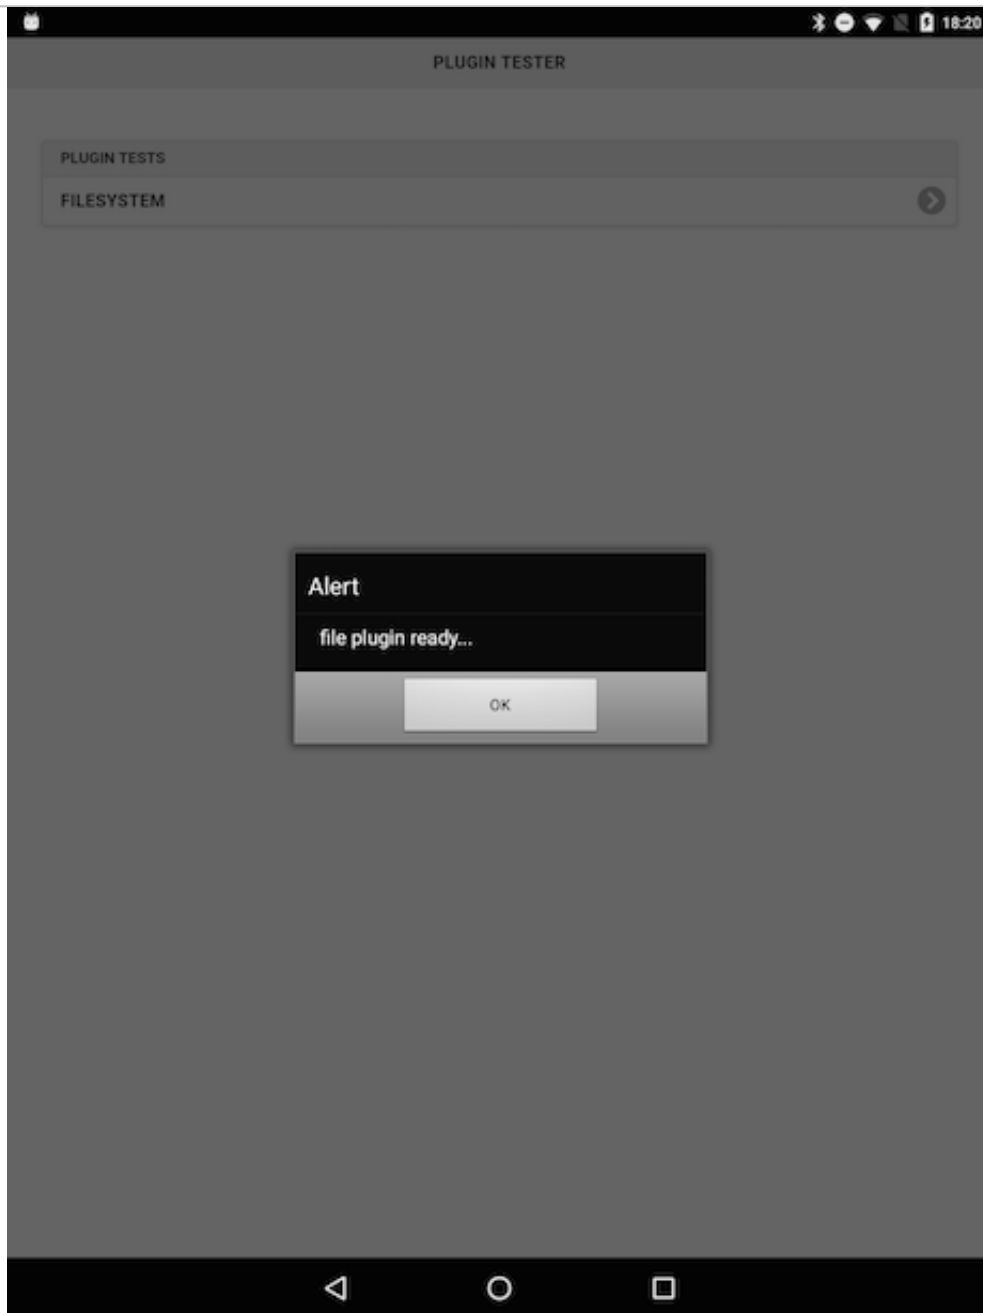 18:20
PLUGIN TESTER
PLUGIN TESTS
FILESYSTEM
Alert
file plugin ready...
OK